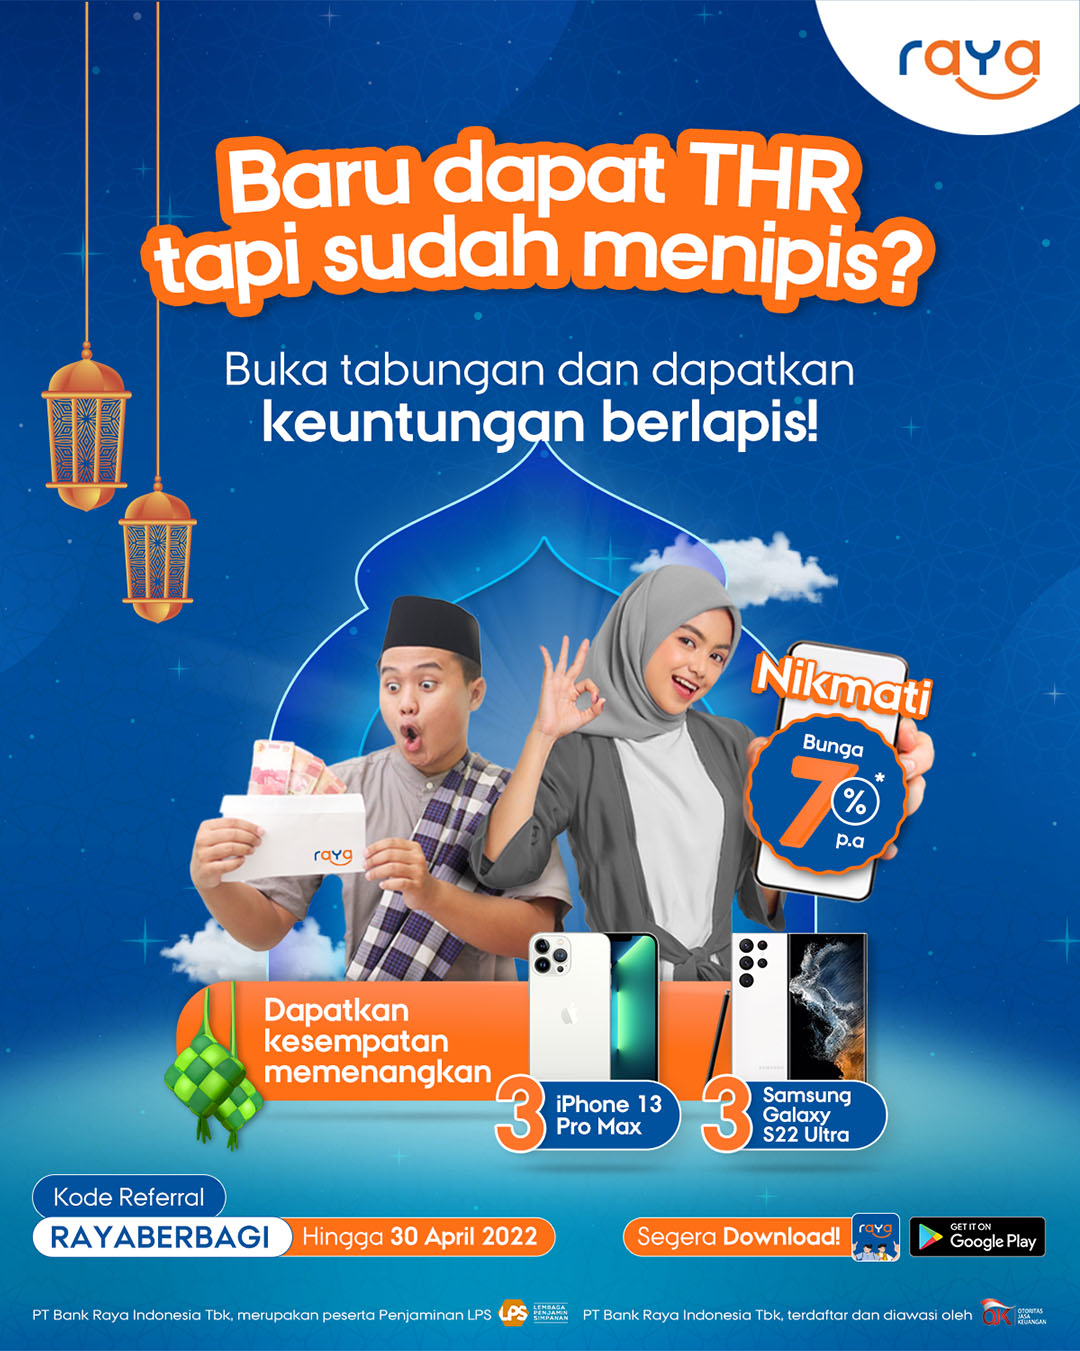 raya
Baru dapat THR
tapi sudah menipis?
Buka tabungan dan dapatkan
keuntungan berlapis!
Nikmati
Bunga
7%*
p.a
raya
Dapatkan
kesempatan
memenangkan
3 iPhone 13
Pro Max
3 Samsung
Galaxy
S22 Ultra
SAMSUNG
Kode Referral
RAYABERBAGI
Hingga 30 April 2022
Segera Download!
raya
GET IT ON
Google Play
PT Bank Raya Indonesia Tbk, merupakan peserta Penjaminan LPS
LPS
LEMBAGA
PENJAMIN
SIMPANAN
PT Bank Raya Indonesia Tbk, terdaftar dan diawasi oleh
OJK
OTORITAS
JASA
KEUANGAN